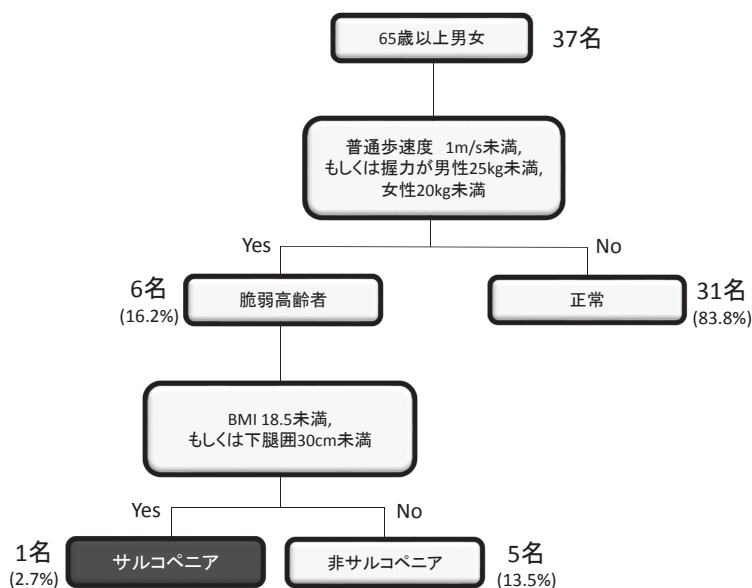 65歳以上男女
37名
普通歩速度 1m/s未満,
もしくは握力が男性25kg未満,
女性20kg未満
Yes
No
6名
(16.2%)
脆弱高齢者
正常
31名
(83.8%)
BMI 18.5未満,
もしくは下腿囲30cm未満
Yes
No
1名
(2.7%)
サルコペニア
非サルコペニア
5名
(13.5%)